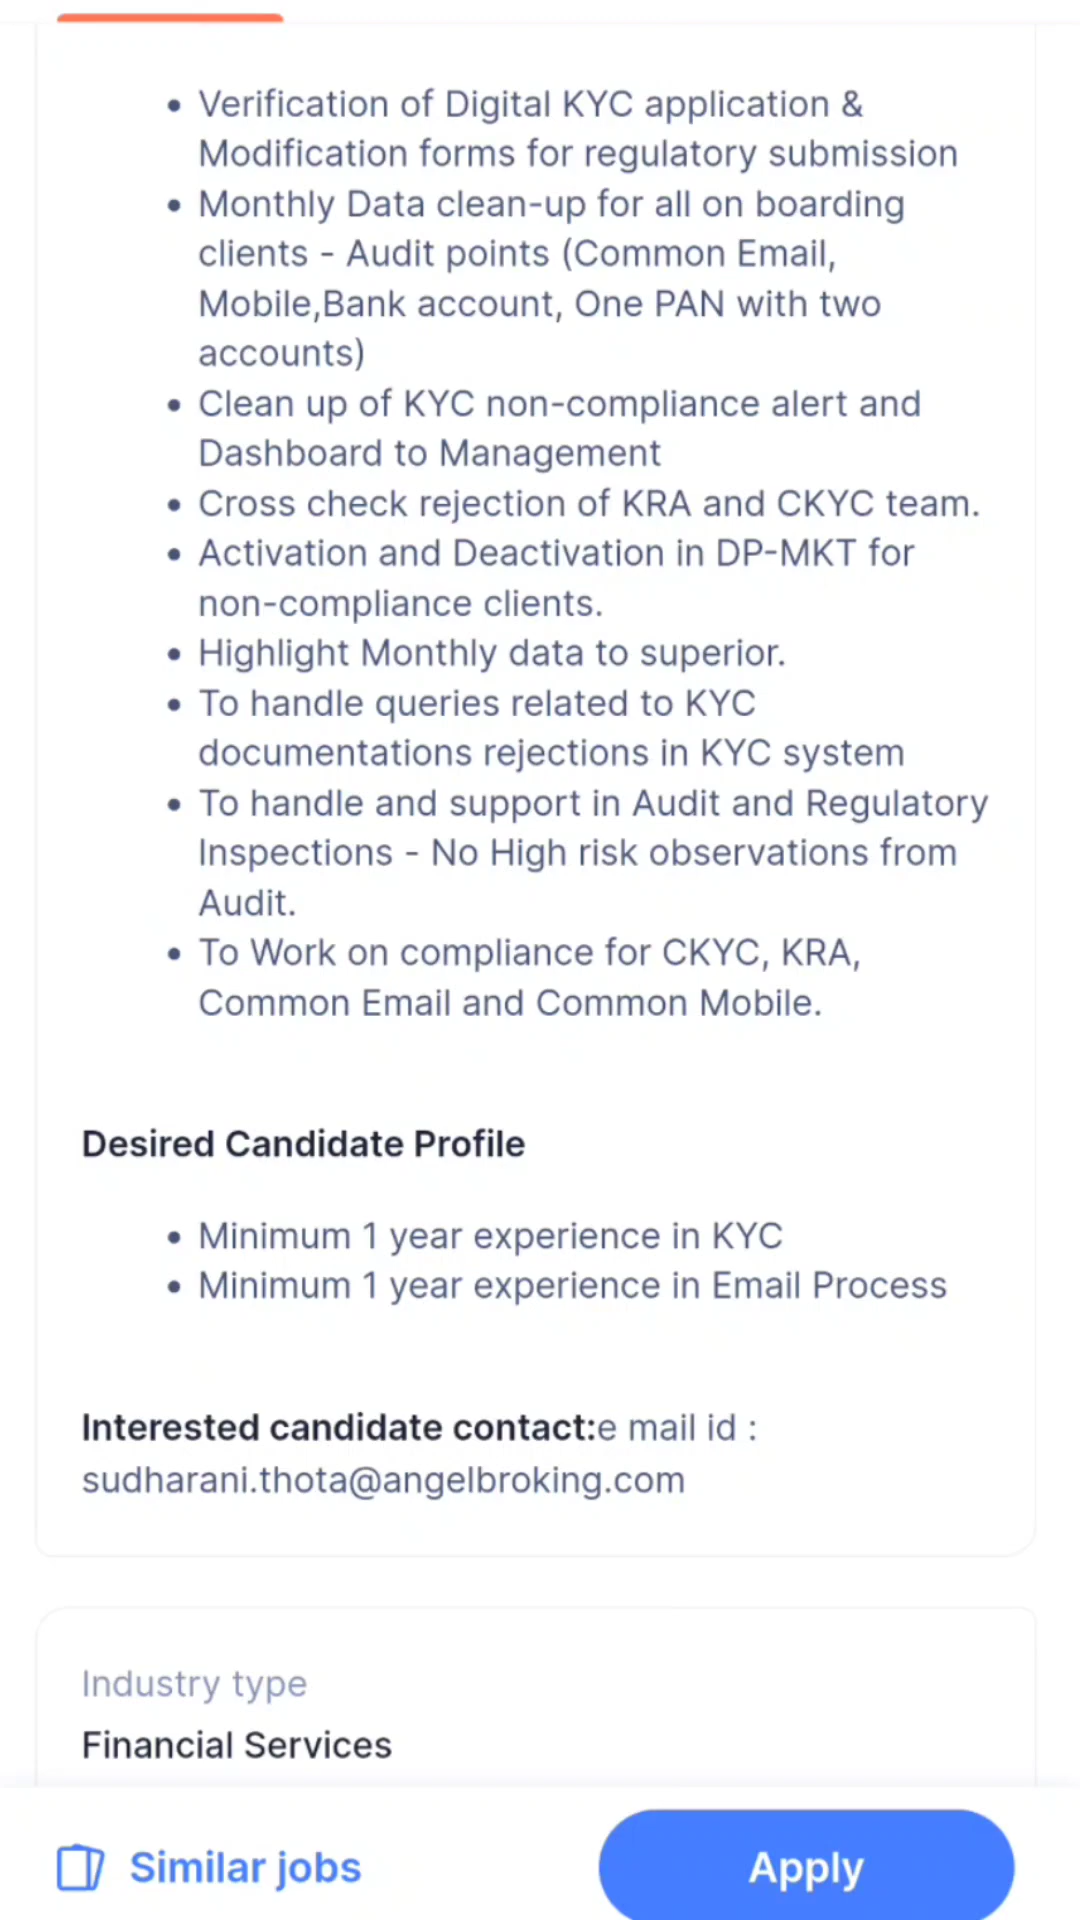 • Verification of Digital KYC application &
Modification forms for regulatory submission
• Monthly Data clean-up for all on boarding
clients - Audit points (Common Email,
Mobile,Bank account, One PAN with two
accounts)
• Clean up of KYC non-compliance alert and
Dashboard to Management
• Cross check rejection of KRA and CKYC team.
• Activation and Deactivation in DP-MKT for
non-compliance clients.
• Highlight Monthly data to superior.
• To handle queries related to KYC
documentations rejections in KYC system
• To handle and support in Audit and Regulatory
Inspections - No High risk observations from
Audit.
• To Work on compliance for CKYC, KRA,
Common Email and Common Mobile.
Desired Candidate Profile
• Minimum 1 year experience in KYC
• Minimum 1 year experience in Email Process
Interested candidate contact:e mail id :
sudharani.thota@angelbroking.com
Industry type
Financial Services
Similar jobs
Apply